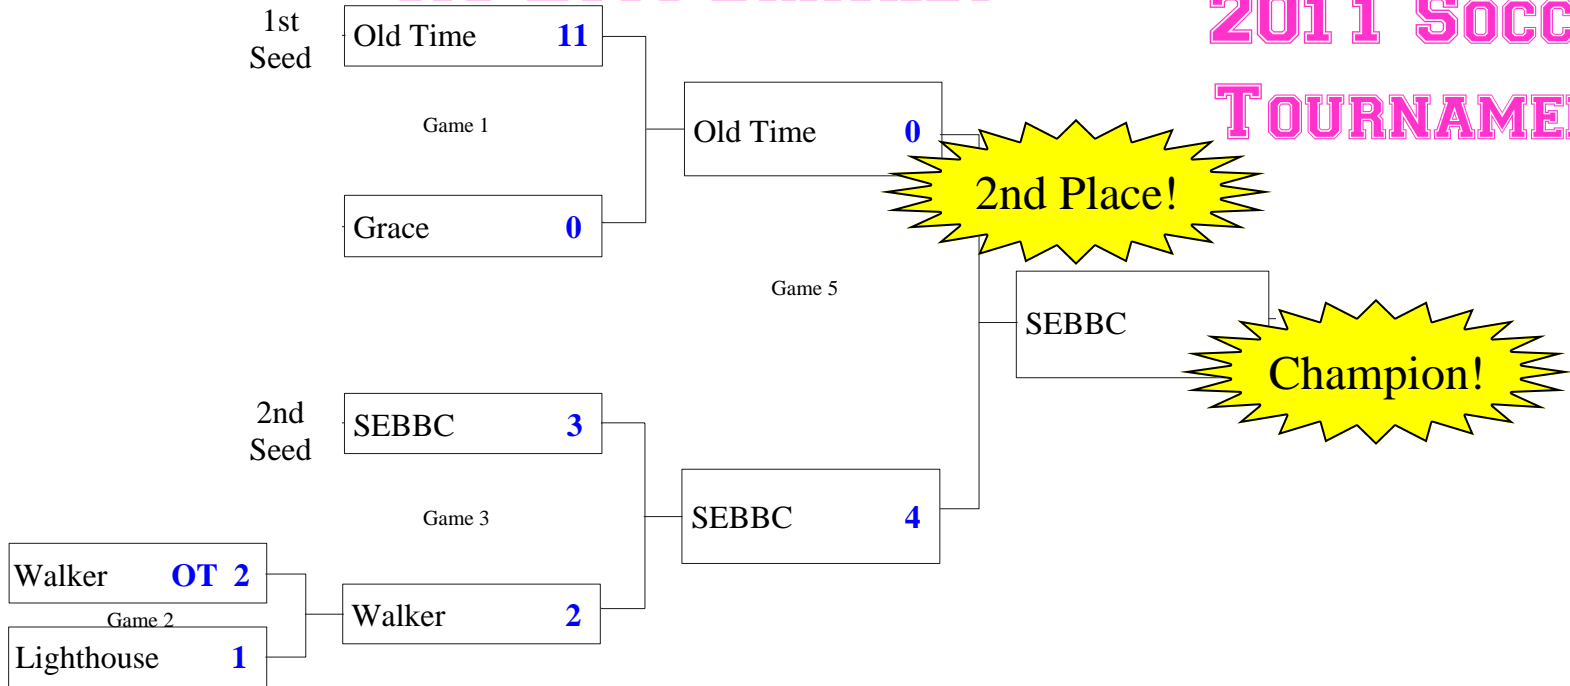 2011 Socc
Tourname
1st
Seed
Old Time 11
Game 1
Grace 0
Old Time 0
2nd Place!
Game 5
SEBBC
Champion!
2nd
Seed
SEBBC 3
Game 3
SEBBC 4
Walker OT 2
Game 2
Lighthouse 1
Walker 2